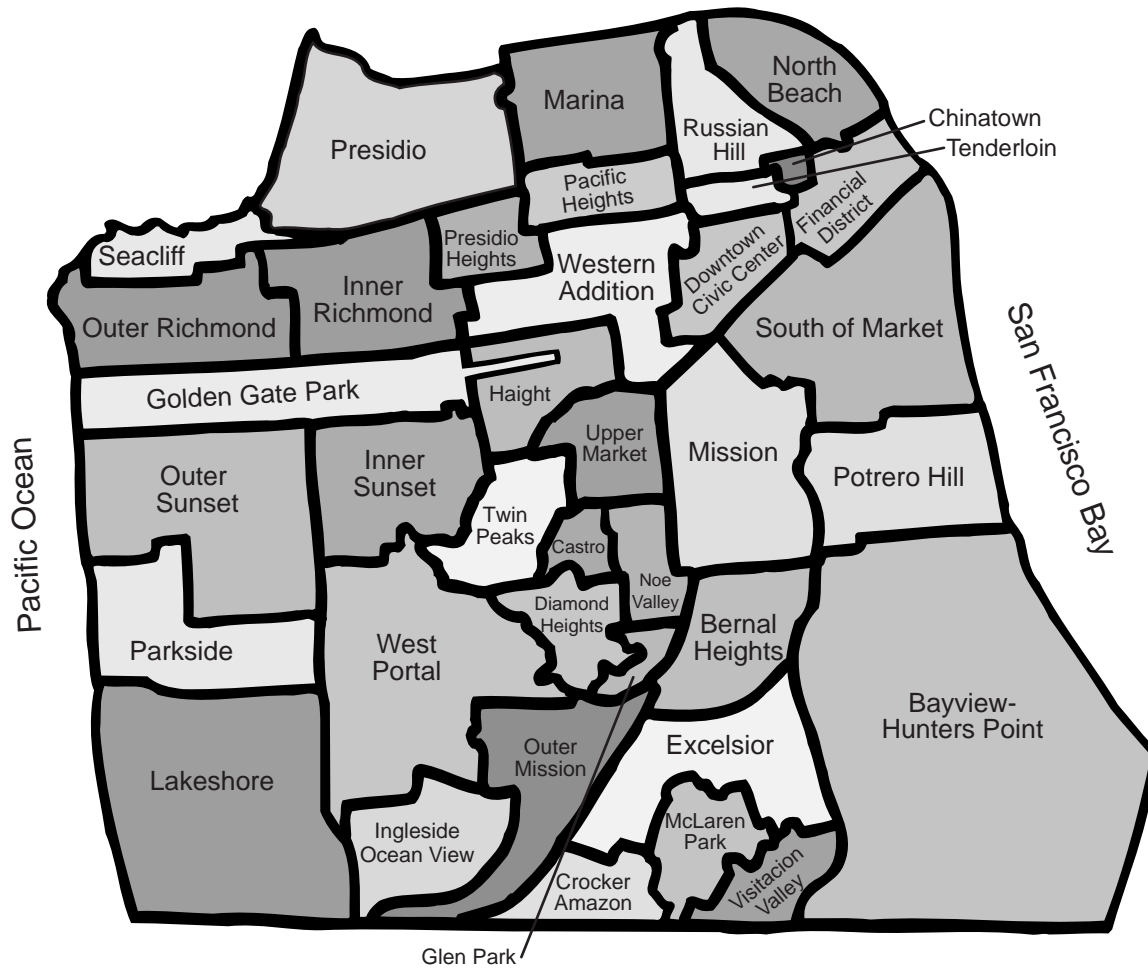 North
Beach
Marina
Chinatown
Russian
Hill
Tenderloin
Presidio
Pacific
Heights
Financial
District
Presidio
Heights
Seacliff
Western
Addition
Downtown
Civic Center
Inner
Richmond
Outer Richmond
South of Market
San Francisco Bay
Golden Gate Park
Haight
Upper
Market
Mission
Inner
Sunset
Outer
Sunset
Potrero Hill
Pacific Ocean
Twin
Peaks
Castro
Noe
Valley
Diamond
Heights
Bernal
Heights
Parkside
West
Portal
Bayview-
Hunters Point
Excelsior
Outer
Mission
Lakeshore
McLaren
Park
Ingleside
Ocean View
Visitacion
Valley
Crocker
Amazon
Glen Park